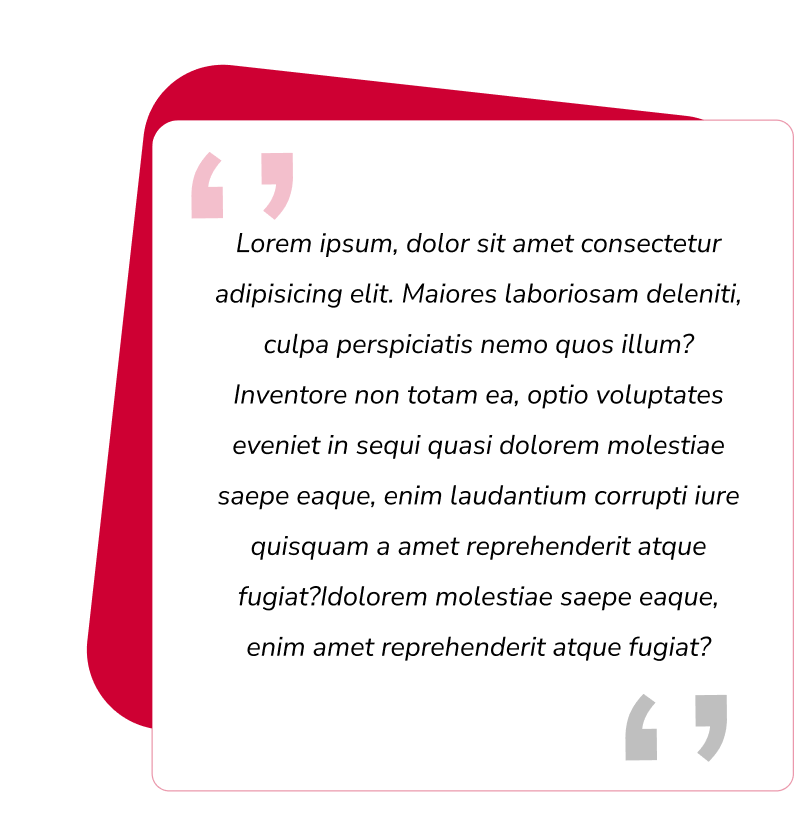 ‘ ’
Lorem ipsum, dolor sit amet consectetur
adipisicing elit. Maiores laboriosam deleniti,
culpa perspiciatis nemo quos illum?
Inventore non totam ea, optio voluptates
eveniet in sequi quasi dolorem molestiae
saepe eaque, enim laudantium corrupti iure
quisquam a amet reprehenderit atque
fugiat?Idolorem molestiae saepe eaque,
enim amet reprehenderit atque fugiat?
‘ ’